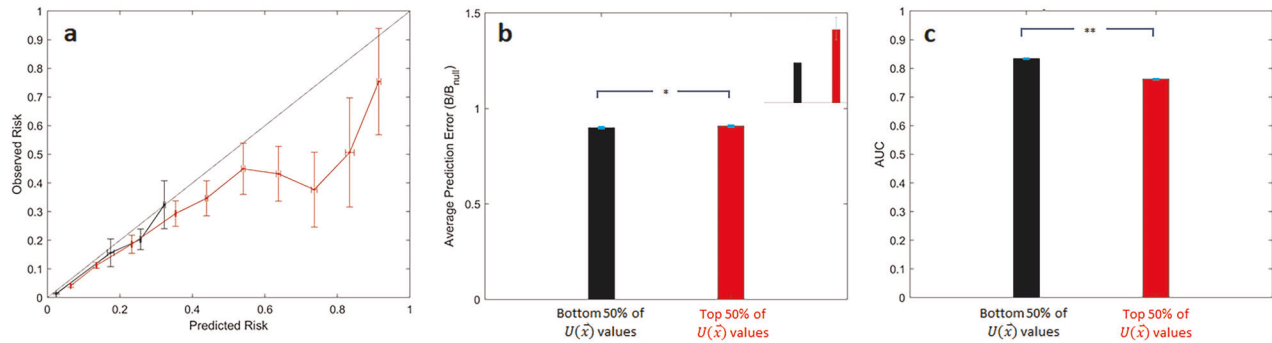 a
1
0.9
0.8
0.7
0.6
0.5
0.4
0.3
0.2
0.1
0
Observed Risk
0
0.2
0.4
0.6
0.8
1
Predicted Risk
b
1.5
1
0.5
0
Average Prediction Error (B/B_null)
*
Bottom 50% of
U(x⃗) values
Top 50% of
U(x⃗) values
c
1
0.9
0.8
0.7
0.6
0.5
0.4
0.3
0.2
0.1
0
AUC
**
Bottom 50% of
U(x⃗) values
Top 50% of
U(x⃗) values